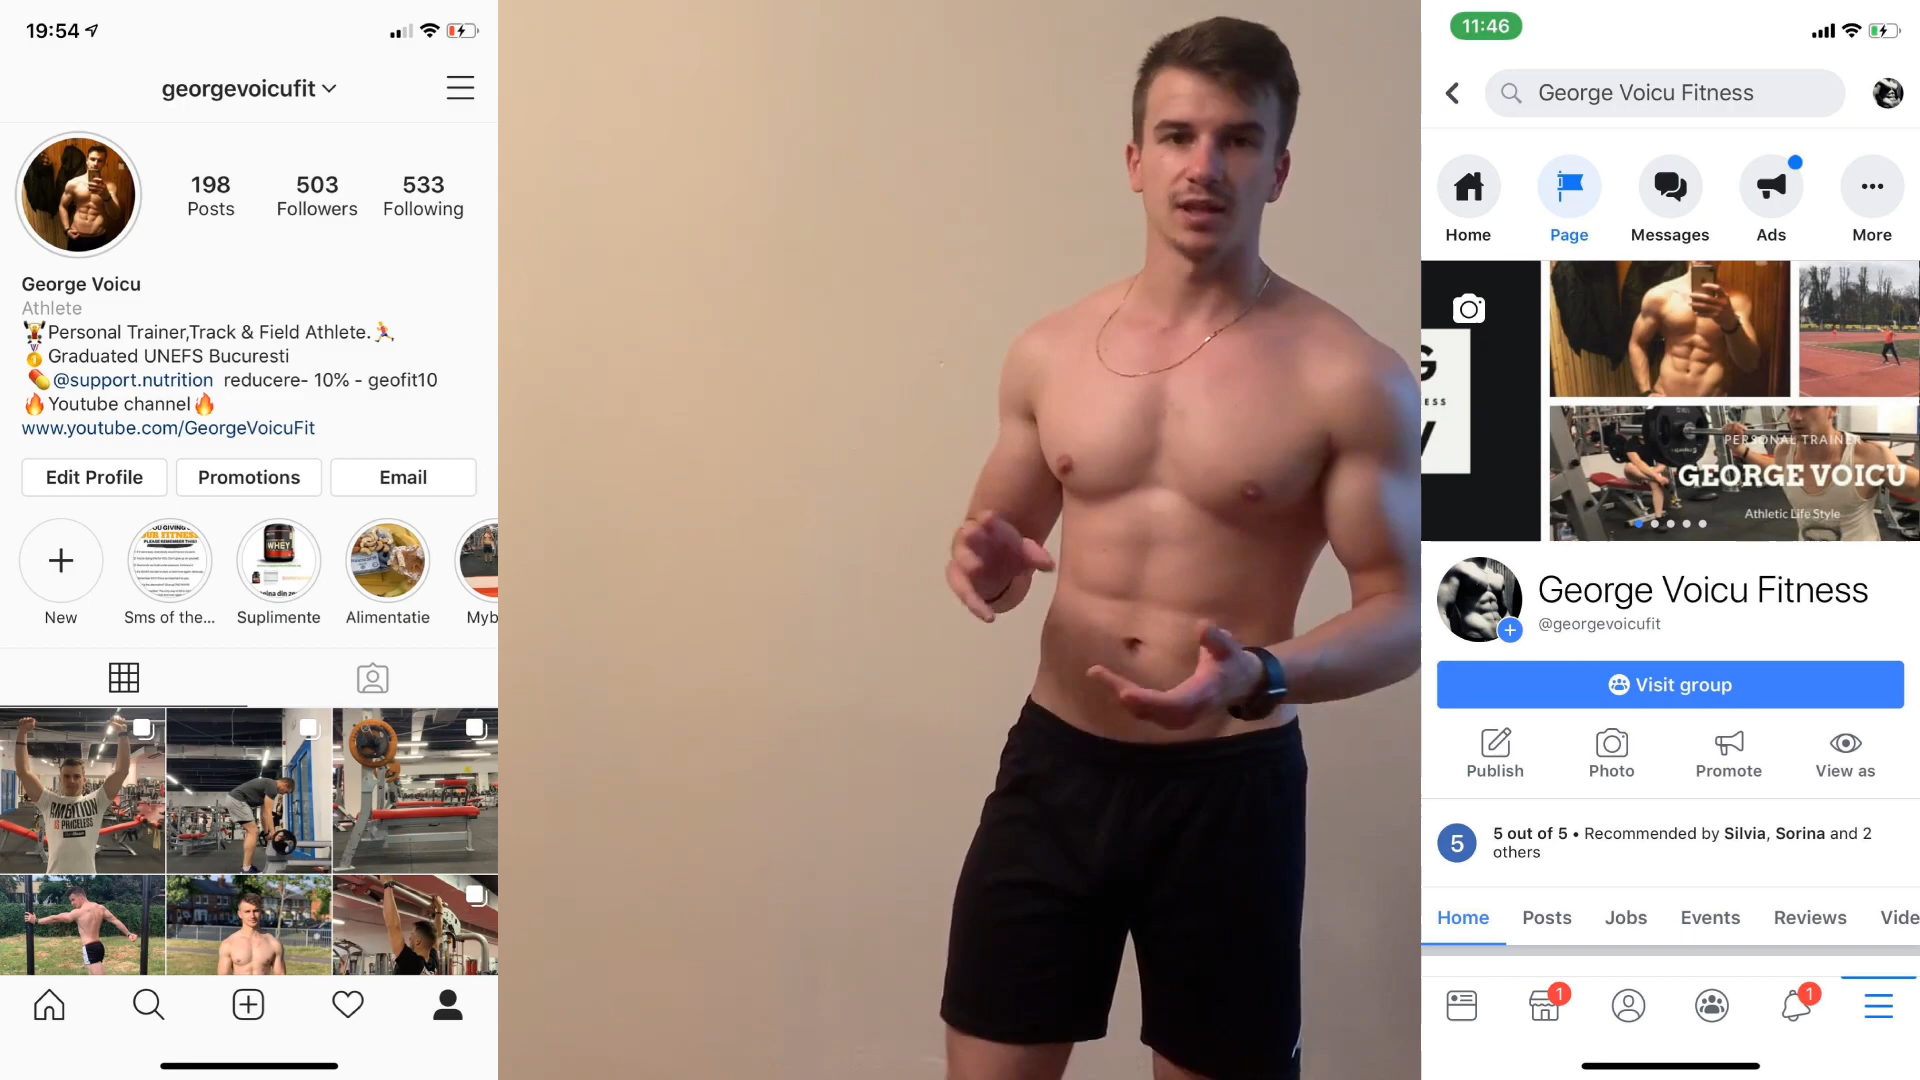 19:54
georgevoicufit
198
503
533
Posts
Followers
Following
George Voicu
Athlete
Personal Trainer,Track & Field Athlete.
Graduated UNEFS Bucuresti
@support.nutrition reducere- 10% - geofit10
Youtube channel
www.youtube.com/GeorgeVoicuFit
Edit Profile
Promotions
Email
WHEY
New
Sms of the...
Suplimente
Alimentatie
Myb
AMBITION
IS PRICELESS
11:46
George Voicu Fitness
Home
Page
Messages
Ads
More
G
ESS
PERSONAL TRAINER
GEORGE VOICU
Athletic Life Style
George Voicu Fitness
@georgevoicufit
Visit group
Publish
Photo
Promote
View as
5
5 out of 5 • Recommended by Silvia, Sorina and 2
others
Home
Posts
Jobs
Events
Reviews
Vide
1
1